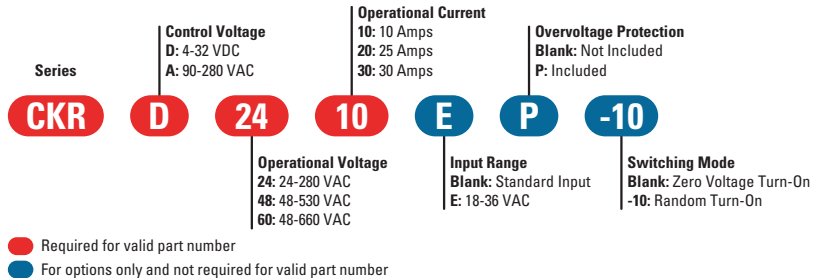 Operational Current
10: 10 Amps
20: 25 Amps
30: 30 Amps
Control Voltage
D: 4-32 VDC
A: 90-280 VAC
Overvoltage Protection
Blank: Not Included
P: Included
Series
CKR D 24 10 E P -10
Operational Voltage
24: 24-280 VAC
48: 48-530 VAC
60: 48-660 VAC
Input Range
Blank: Standard Input
E: 18-36 VAC
Switching Mode
Blank: Zero Voltage Turn-On
-10: Random Turn-On
Required for valid part number
For options only and not required for valid part number